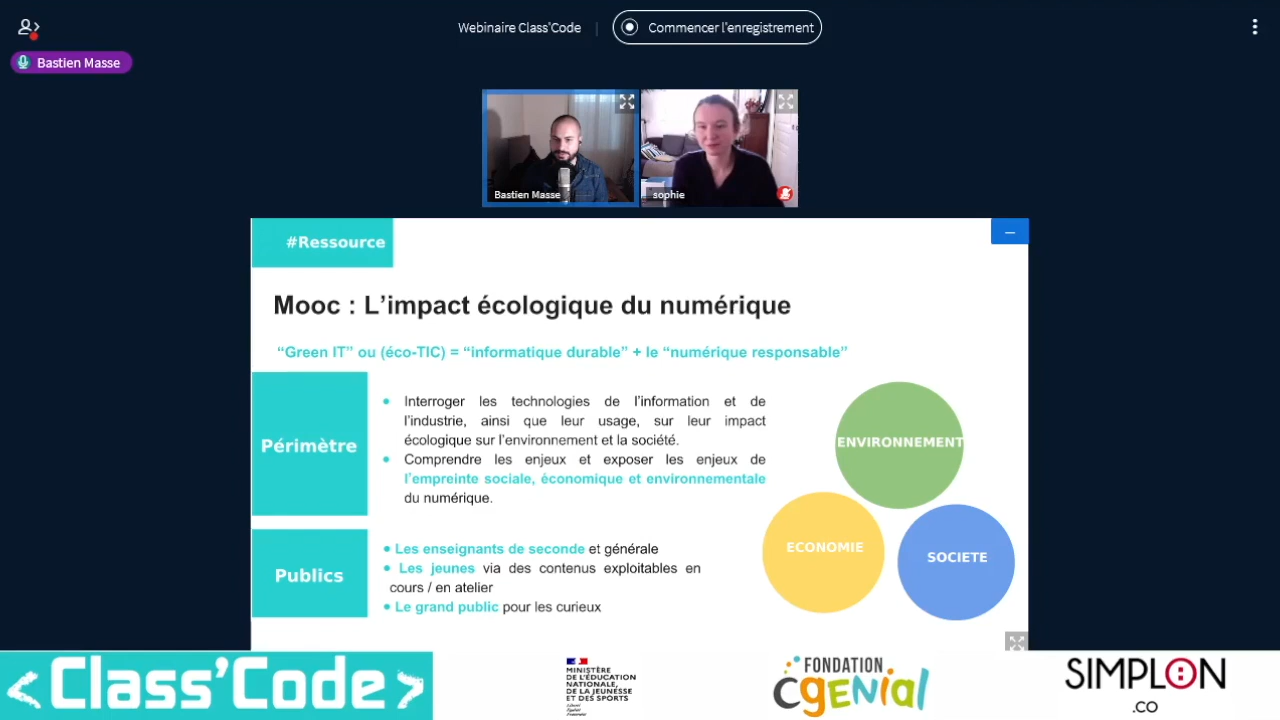 Webinaire Class'Code
Commencer l'enregistrement
Bastien Masse
Bastien Masse
sophie
#Ressource
Mooc : L’impact écologique du numérique
“Green IT” ou (éco-TIC) = “informatique durable” + le “numérique responsable”
Périmètre
● Interroger les technologies de l’information et de
l’industrie, ainsi que leur usage, sur leur impact
écologique sur l’environnement et la société.
● Comprendre les enjeux et exposer les enjeux de
l’empreinte sociale, économique et environnementale
du numérique.
ENVIRONNEMENT
ECONOMIE
SOCIETE
Publics
● Les enseignants de seconde et générale
● Les jeunes via des contenus exploitables en
cours / en atelier
● Le grand public pour les curieux
<Class’Code>
MINISTÈRE
DE L'ÉDUCATION
NATIONALE,
DE LA JEUNESSE
ET DES SPORTS
Liberté
Égalité
Fraternité
FONDATION
CGENIAL
SIMPLON
.CO